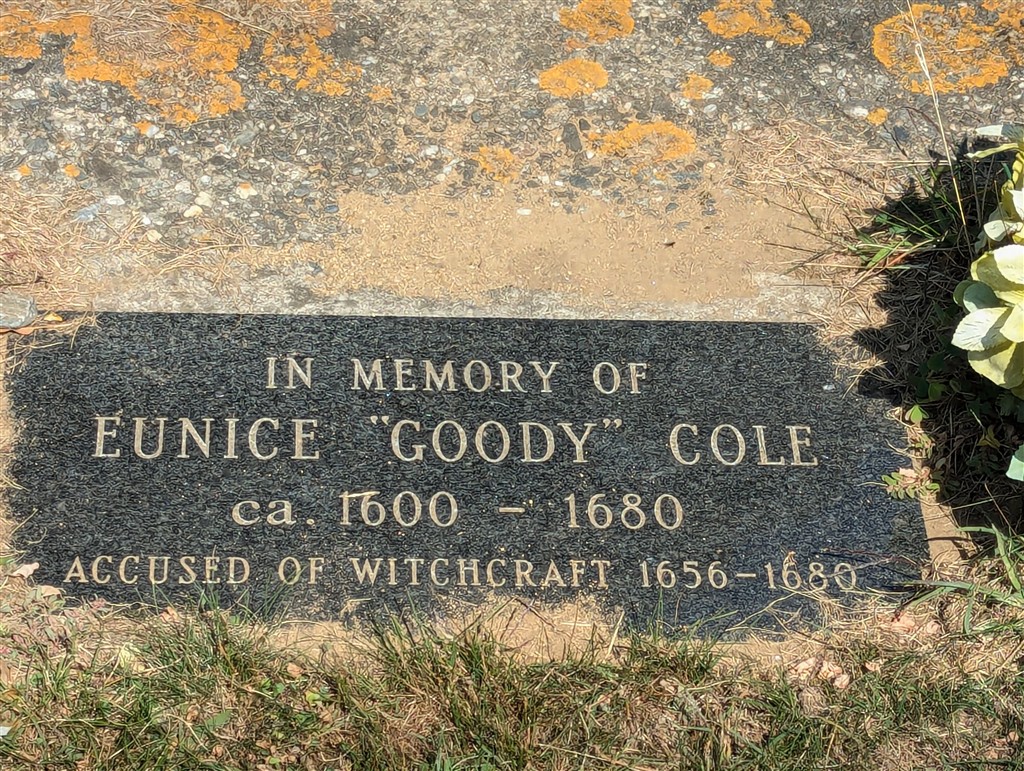 IN MEMORY OF
EUNICE "GOODY" COLE
ca. 1600 - 1680
ACCUSED OF WITCHCRAFT 1656-1680